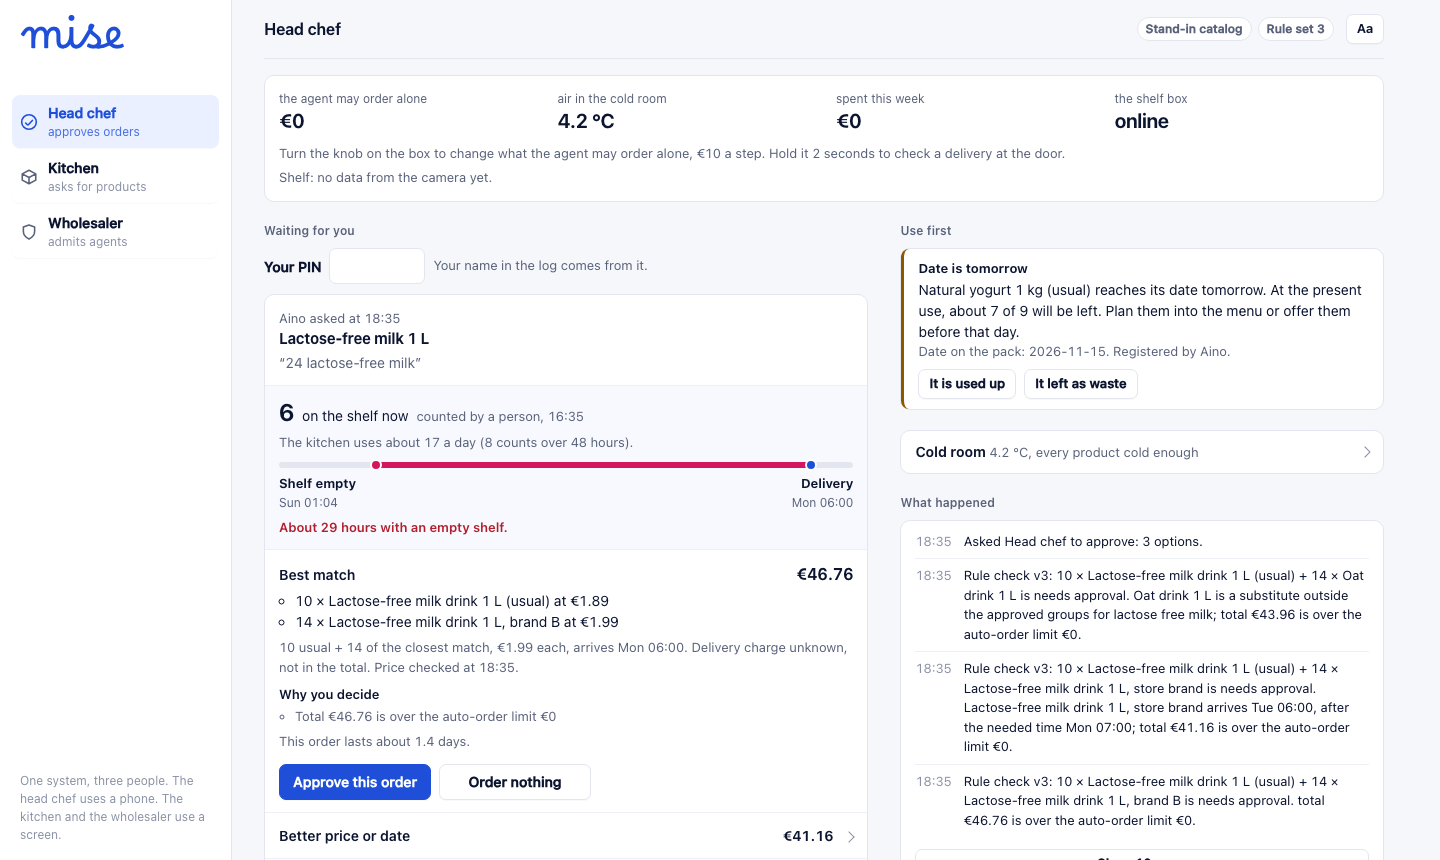 mise
Head chef
approves orders
Kitchen
asks for products
Wholesaler
admits agents
One system, three people. The
head chef uses a phone. The
kitchen and the wholesaler use a
screen.
Head chef
Stand-in catalog
Rule set 3
Aa
the agent may order alone
€0
air in the cold room
4.2 °C
spent this week
€0
the shelf box
online
Turn the knob on the box to change what the agent may order alone, €10 a step. Hold it 2 seconds to check a delivery at the door.
Shelf: no data from the camera yet.
Waiting for you
Your PIN
Your name in the log comes from it.
Aino asked at 18:35
Lactose-free milk 1 L
“24 lactose-free milk”
6 on the shelf now counted by a person, 16:35
The kitchen uses about 17 a day (8 counts over 48 hours).
Shelf empty
Delivery
Sun 01:04
Mon 06:00
About 29 hours with an empty shelf.
Best match
€46.76
10 × Lactose-free milk drink 1 L (usual) at €1.89
14 × Lactose-free milk drink 1 L, brand B at €1.99
10 usual + 14 of the closest match, €1.99 each, arrives Mon 06:00. Delivery charge unknown,
not in the total. Price checked at 18:35.
Why you decide
Total €46.76 is over the auto-order limit €0
This order lasts about 1.4 days.
Approve this order
Order nothing
Better price or date
€41.16
Use first
Date is tomorrow
Natural yogurt 1 kg (usual) reaches its date tomorrow. At the present
use, about 7 of 9 will be left. Plan them into the menu or offer them
before that day.
Date on the pack: 2026-11-15. Registered by Aino.
It is used up
It left as waste
Cold room 4.2 °C, every product cold enough
What happened
18:35
Asked Head chef to approve: 3 options.
18:35
Rule check v3: 10 × Lactose-free milk drink 1 L (usual) + 14 × Oat
drink 1 L is needs approval. Oat drink 1 L is a substitute outside
the approved groups for lactose free milk; total €43.96 is over the
auto-order limit €0.
18:35
Rule check v3: 10 × Lactose-free milk drink 1 L (usual) + 14 ×
Lactose-free milk drink 1 L, store brand is needs approval.
Lactose-free milk drink 1 L, store brand arrives Tue 06:00, after
the needed time Mon 07:00; total €41.16 is over the auto-order
limit €0.
18:35
Rule check v3: 10 × Lactose-free milk drink 1 L (usual) + 14 ×
Lactose-free milk drink 1 L, brand B is needs approval. total
€46.76 is over the auto-order limit €0.